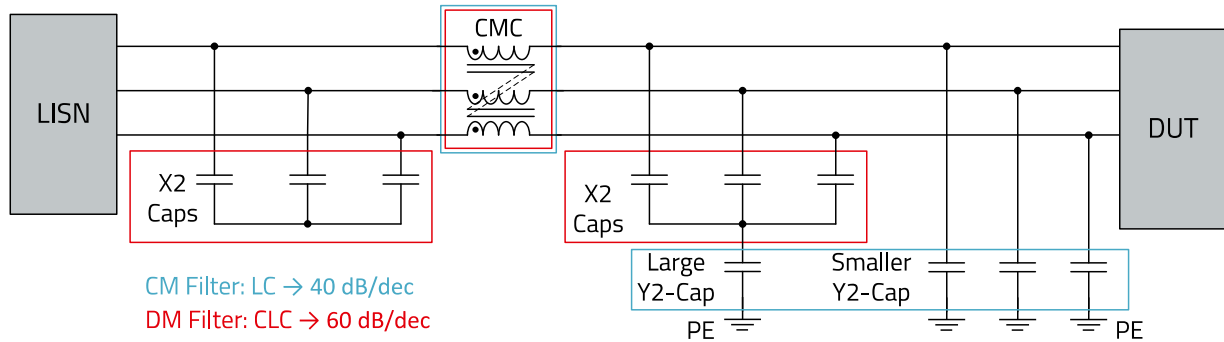 CMC
LISN
DUT
X2
Caps
X2
Caps
Large
Y2-Cap
Smaller
Y2-Cap
CM Filter: LC → 40 dB/dec
DM Filter: CLC → 60 dB/dec
PE
PE